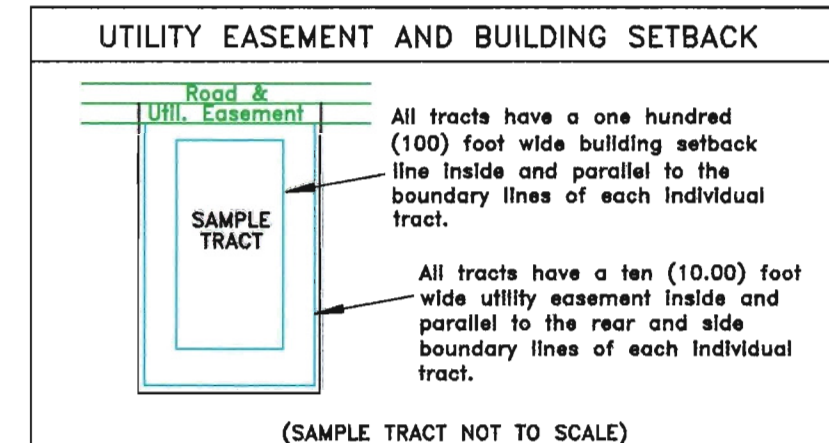 UTILITY EASEMENT AND BUILDING SETBACK
Road &
Util. Easement
All tracts have a one hundred
(100) foot wide building setback
line inside and parallel to the
boundary lines of each individual
tract.
SAMPLE
TRACT
All tracts have a ten (10.00) foot
wide utility easement inside and
parallel to the rear and side
boundary lines of each individual
tract.
(SAMPLE TRACT NOT TO SCALE)